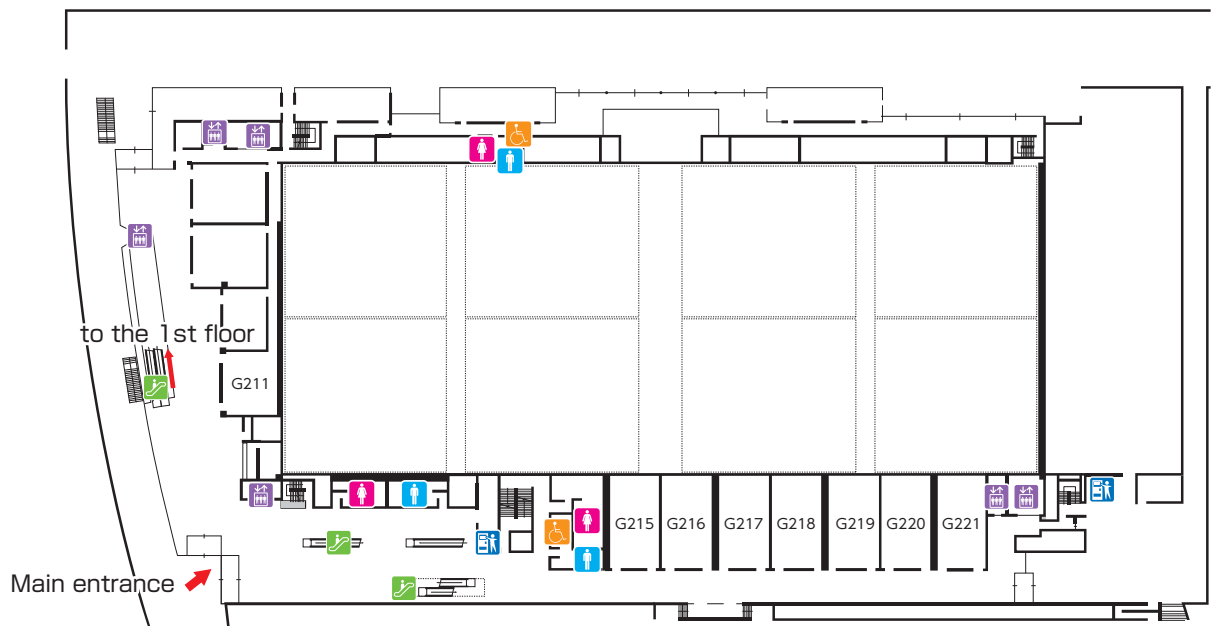 to the 1st floor
G211
G215
G216
G217
G218
G219
G220
G221
Main entrance